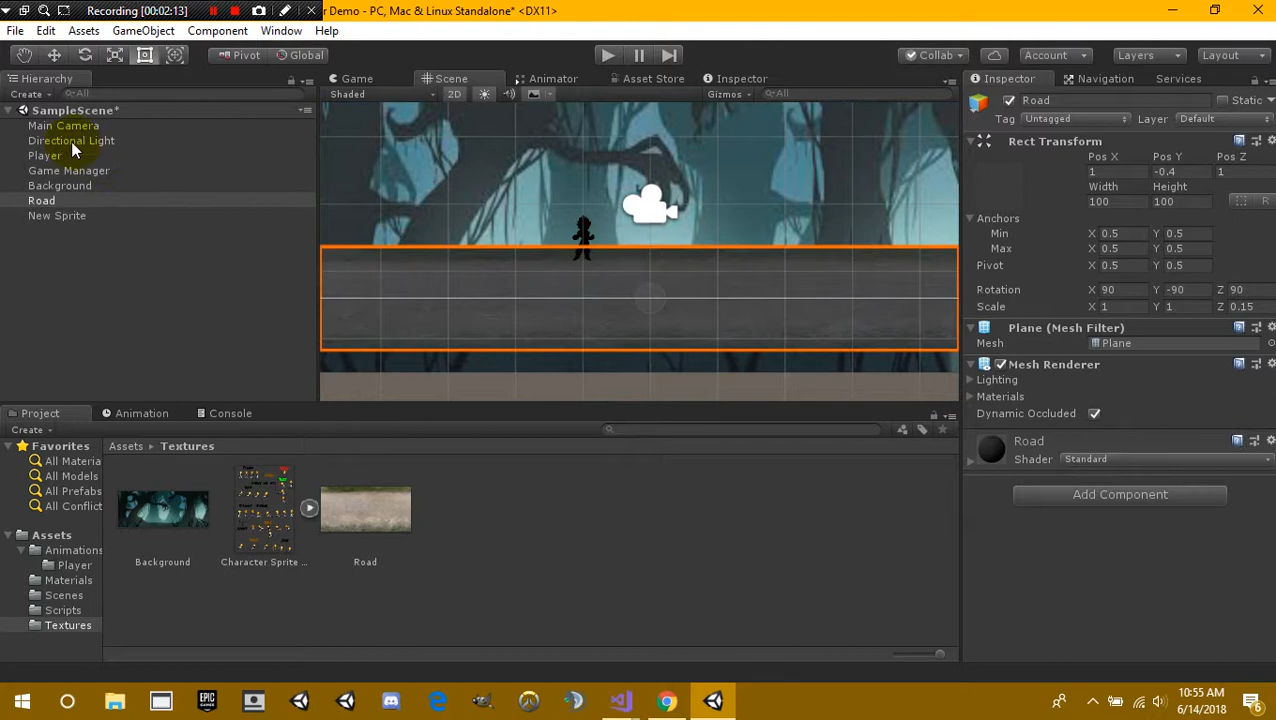 Recording [00:02:13]
r Demo - PC, Mac & Linux Standalone* <DX11>
File Edit Assets GameObject Component Window Help
Pivot Global Collab Account Layers Layout
Hierarchy
Create All
SampleScene*
Main Camera
Directional Light
Player
Game Manager
Background
Road
New Sprite
Game Scene Animator Asset Store Inspector
Shaded 2D Gizmos All
Inspector Navigation Services
Road Static
Tag Untagged Layer Default
Rect Transform
Pos X Pos Y Pos Z
1 -0.4 1
Width Height
100 100 R
Anchors
Min X 0.5 Y 0.5
Max X 0.5 Y 0.5
Pivot X 0.5 Y 0.5
Rotation X 90 Y -90 Z 90
Scale X 1 Y 1 Z 0.15
Plane (Mesh Filter)
Mesh Plane
Mesh Renderer
Lighting
Materials
Dynamic Occluded
Road
Shader Standard
Add Component
Project Animation Console
Create
Favorites
All Materia
All Models
All Prefabs
All Conflict
Assets
Animations
Player
Materials
Scenes
Scripts
Textures
Assets Textures
Background Character Sprite ... Road
10:55 AM
6/14/2018
6